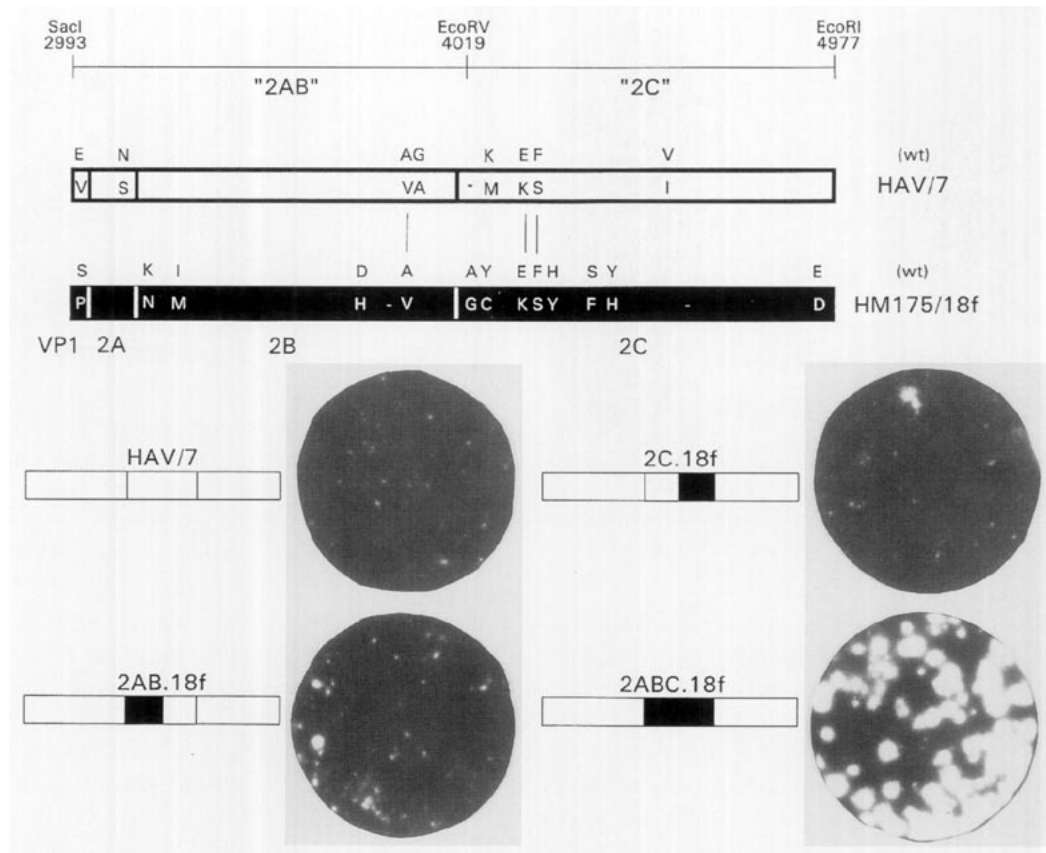 SacI EcoRV EcoRI
2993 4019 4977
"2AB" "2C"
E N AG K E F V (wt)
V S VA - M K S I HAV/7
S K I D A A Y E F H S Y E (wt)
P N M H - V G C K S Y F H - D HM175/18f
VP1 2A 2B 2C
HAV/7 2C.18f
2AB.18f 2ABC.18f